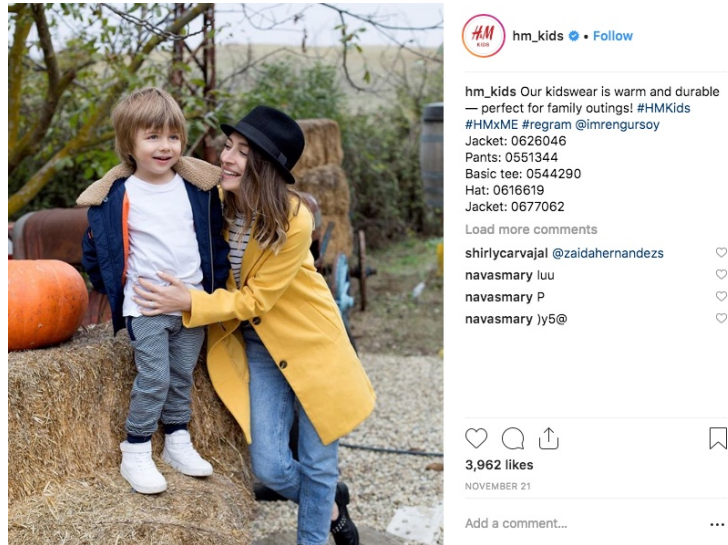 H&M
KIDS
hm_kids • Follow
hm_kids Our kidswear is warm and durable
— perfect for family outings! #HMKids
#HMxME #regram @imrengursoy
Jacket: 0626046
Pants: 0551344
Basic tee: 0544290
Hat: 0616619
Jacket: 0677062
Load more comments
shirlycarvajal @zaidahernandezs
navasmary luu
navasmary P
navasmary )y5@
3,962 likes
NOVEMBER 21
Add a comment...